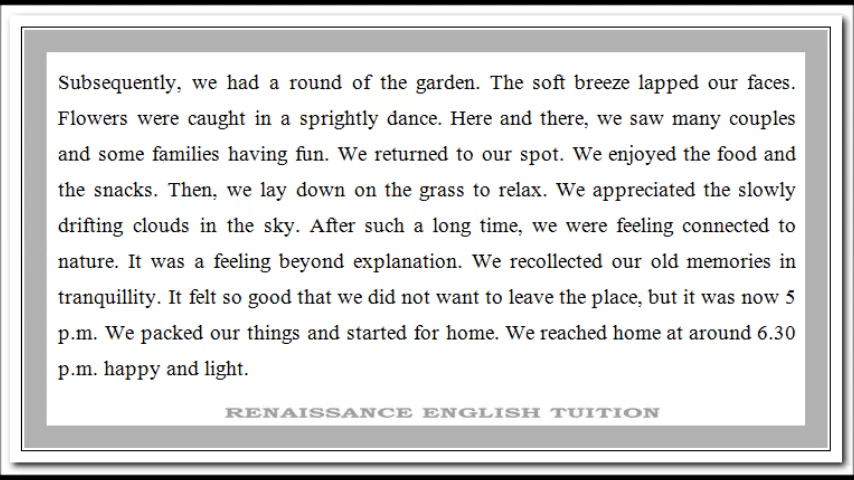 Subsequently, we had a round of the garden. The soft breeze lapped our faces.
Flowers were caught in a sprightly dance. Here and there, we saw many couples
and some families having fun. We returned to our spot. We enjoyed the food and
the snacks. Then, we lay down on the grass to relax. We appreciated the slowly
drifting clouds in the sky. After such a long time, we were feeling connected to
nature. It was a feeling beyond explanation. We recollected our old memories in
tranquillity. It felt so good that we did not want to leave the place, but it was now 5
p.m. We packed our things and started for home. We reached home at around 6.30
p.m. happy and light.
RENAISSANCE ENGLISH TUITION